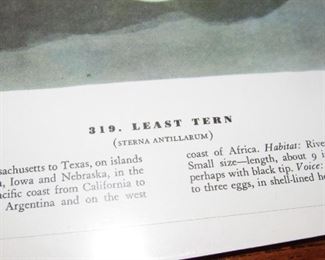 319. LEAST TERN
(STERNA ANTILLARUM)
sachusetts to Texas, on islands
, Iowa and Nebraska, in the
acific coast from California to
Argentina and on the west
coast of Africa. Habitat: Rive
Small size—length, about 9 i
perhaps with black tip. Voice:
to three eggs, in shell-lined h